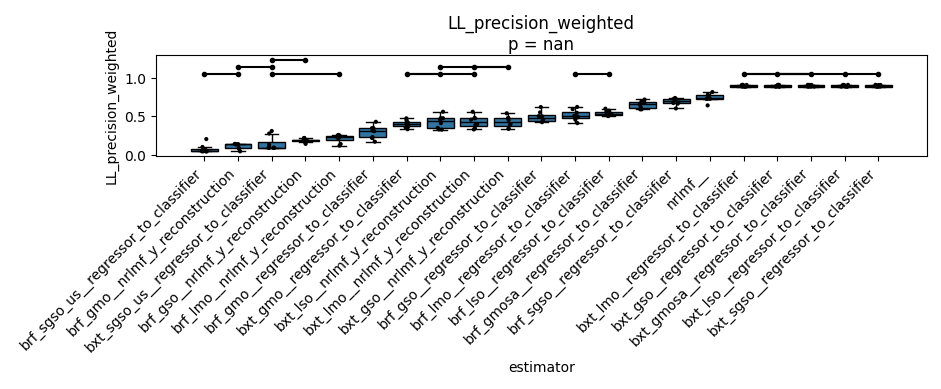 LL_precision_weighted
p = nan
LL_precision_weighted
1.0
0.5
0.0
brf_sgso_us__regressor_to_classifier
brf_gmo__nrlmf_y_reconstruction
bxt_sgso_us__regressor_to_classifier
brf_gso__nrlmf_y_reconstruction
brf_lmo__nrlmf_y_reconstruction
brf_gmo__regressor_to_classifier
bxt_gmo__regressor_to_classifier
bxt_lso__nrlmf_y_reconstruction
bxt_lmo__nrlmf_y_reconstruction
bxt_gso__nrlmf_y_reconstruction
brf_gso__regressor_to_classifier
brf_lmo__regressor_to_classifier
brf_lso__regressor_to_classifier
brf_gmosa__regressor_to_classifier
brf_sgso__regressor_to_classifier
nrlmf__
bxt_lmo__regressor_to_classifier
bxt_gso__regressor_to_classifier
bxt_gmosa__regressor_to_classifier
bxt_lso__regressor_to_classifier
bxt_sgso__regressor_to_classifier
estimator